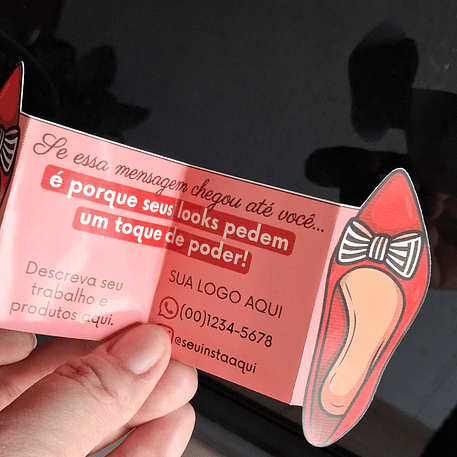 Se essa mensagem chegou até você...
é porque seus looks pedem
um toque de poder!
Descreva seu
trabalho e
produtos aqui.
SUA LOGO AQUI
(00)1234-5678
@seuinstaaqui